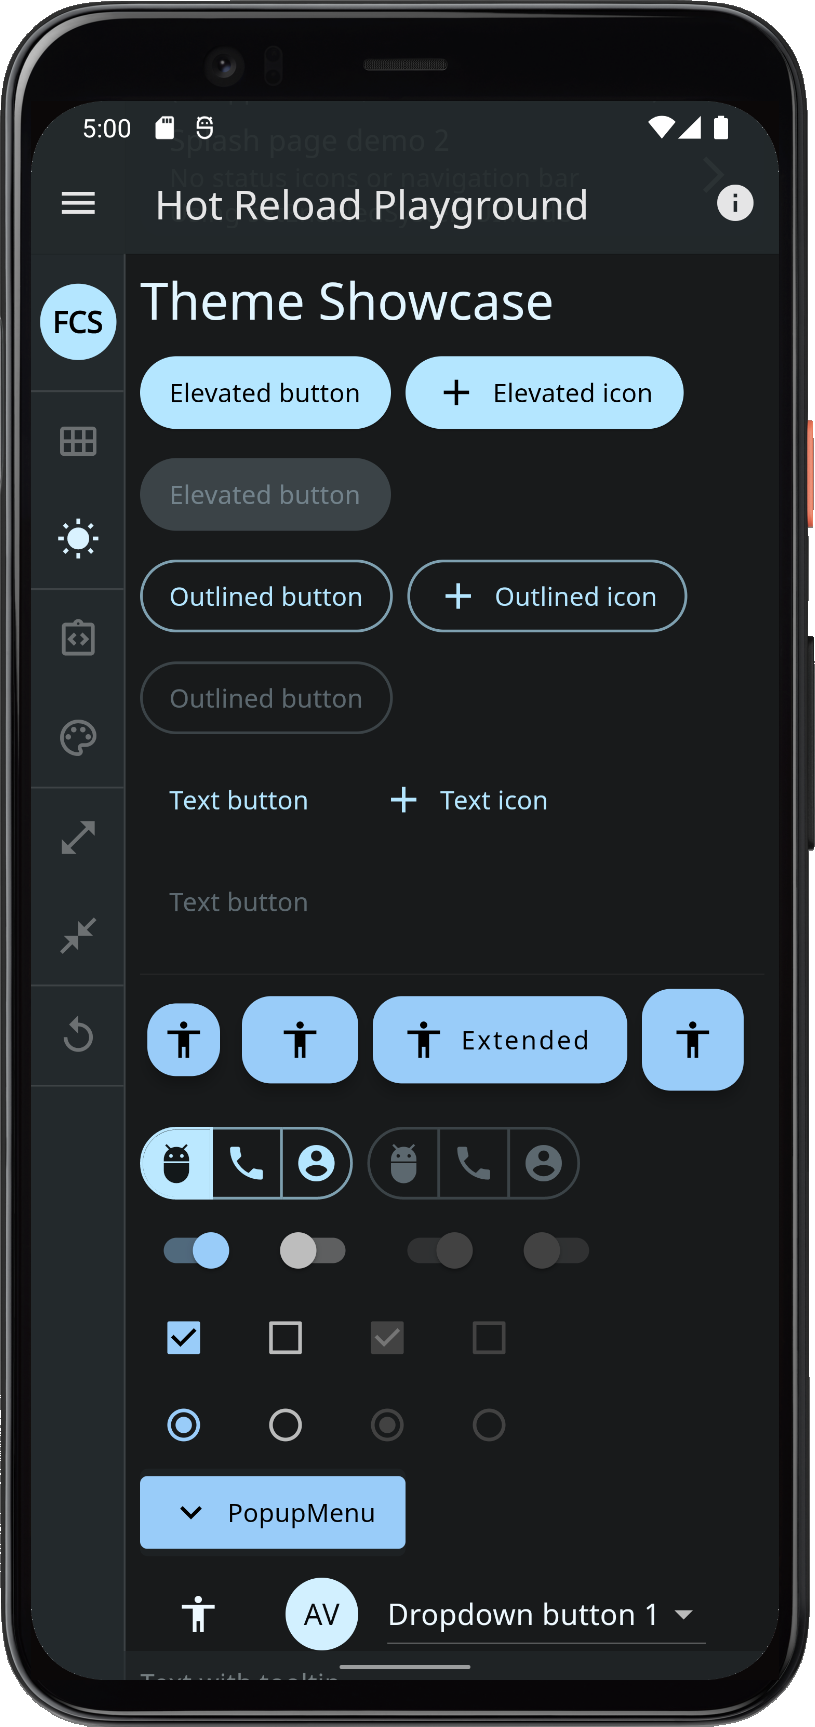 5:00
Splash page demo 2
No status icons or navigation bar
Hot Reload Playground
FCS
Theme Showcase
Elevated button
Elevated icon
Elevated button
Outlined button
Outlined icon
Outlined button
Text button
Text icon
Text button
Extended
PopupMenu
AV
Dropdown button 1
Text with tooltip